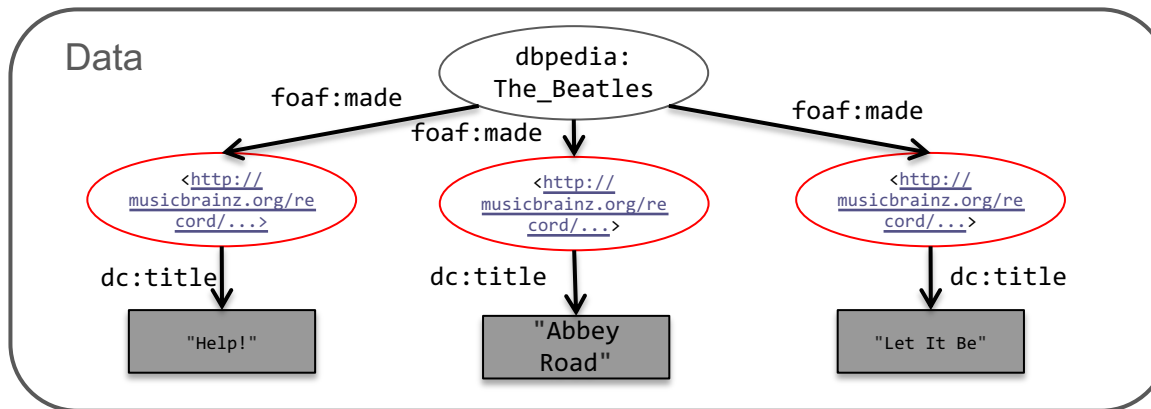 Data
dbpedia:
The_Beatles
foaf:made
foaf:made
foaf:made
<http://
musicbrainz.org/re
cord/...>
<http://
musicbrainz.org/re
cord/...>
<http://
musicbrainz.org/re
cord/...>
dc:title
dc:title
dc:title
"Help!"
"Abbey
Road"
"Let It Be"